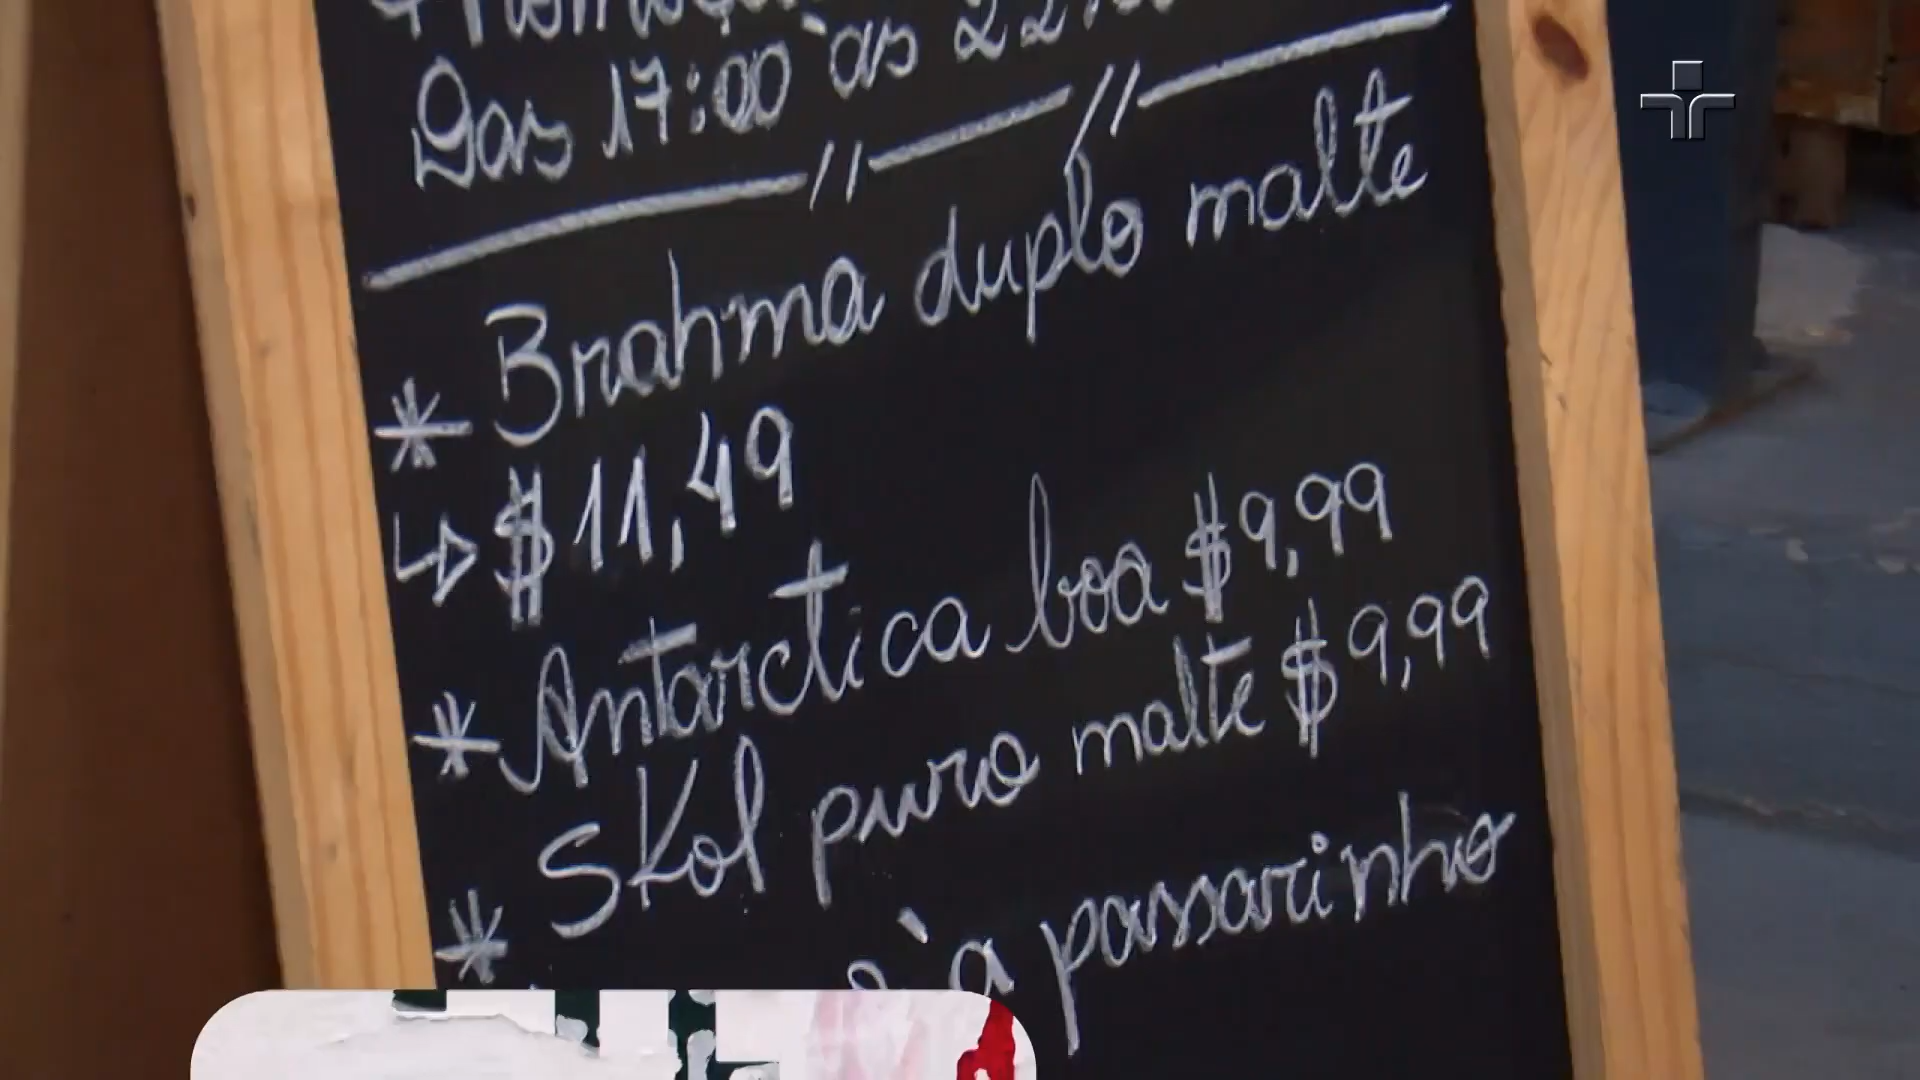 Das 17:00 às 22
* Brahma duplo malte
$11,49
* Antarctica boa $9,99
* Skol puro malte $9,99
à passarinho